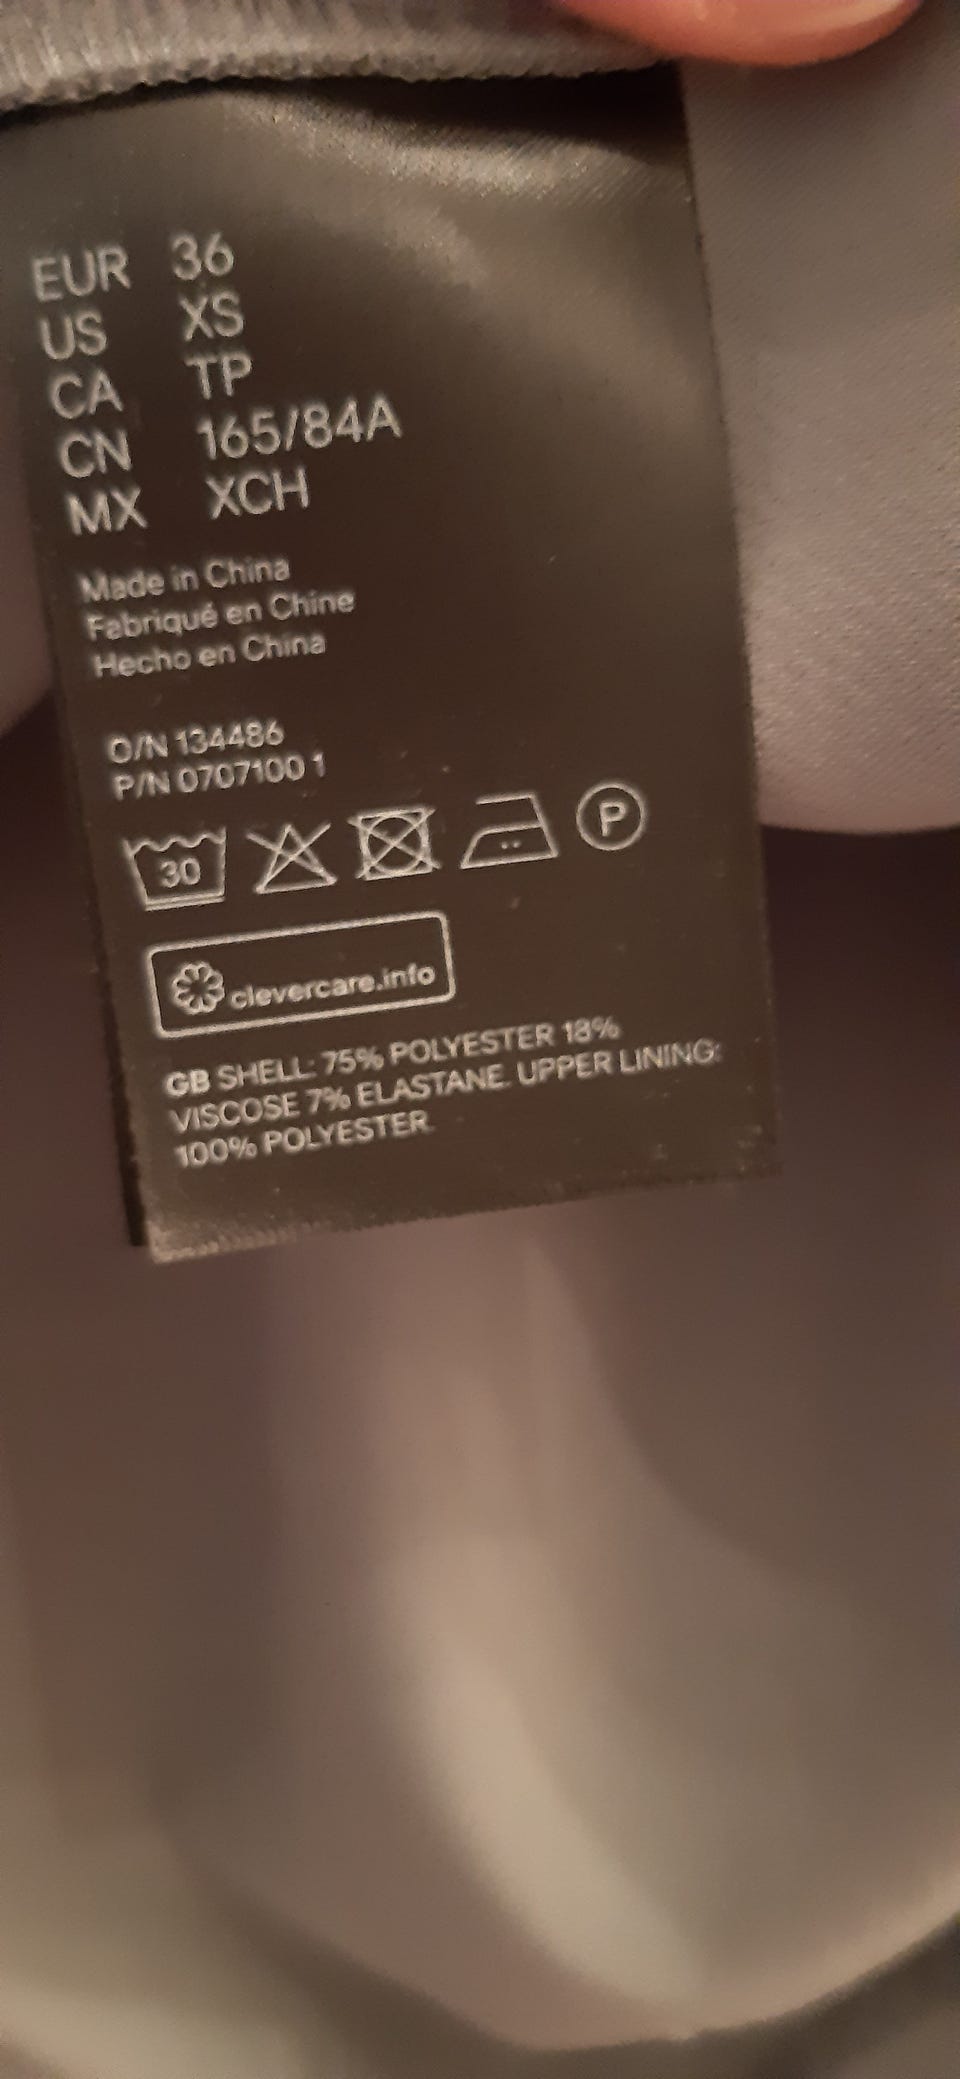 EUR 36
US XS
CA TP
CN 165/84A
MX XCH
Made in China
Fabriqué en Chine
Hecho en China
O/N 134486
P/N 0707100 1
30 P
clevercare.info
GB SHELL: 75% POLYESTER 18%
VISCOSE 7% ELASTANE. UPPER LINING:
100% POLYESTER.